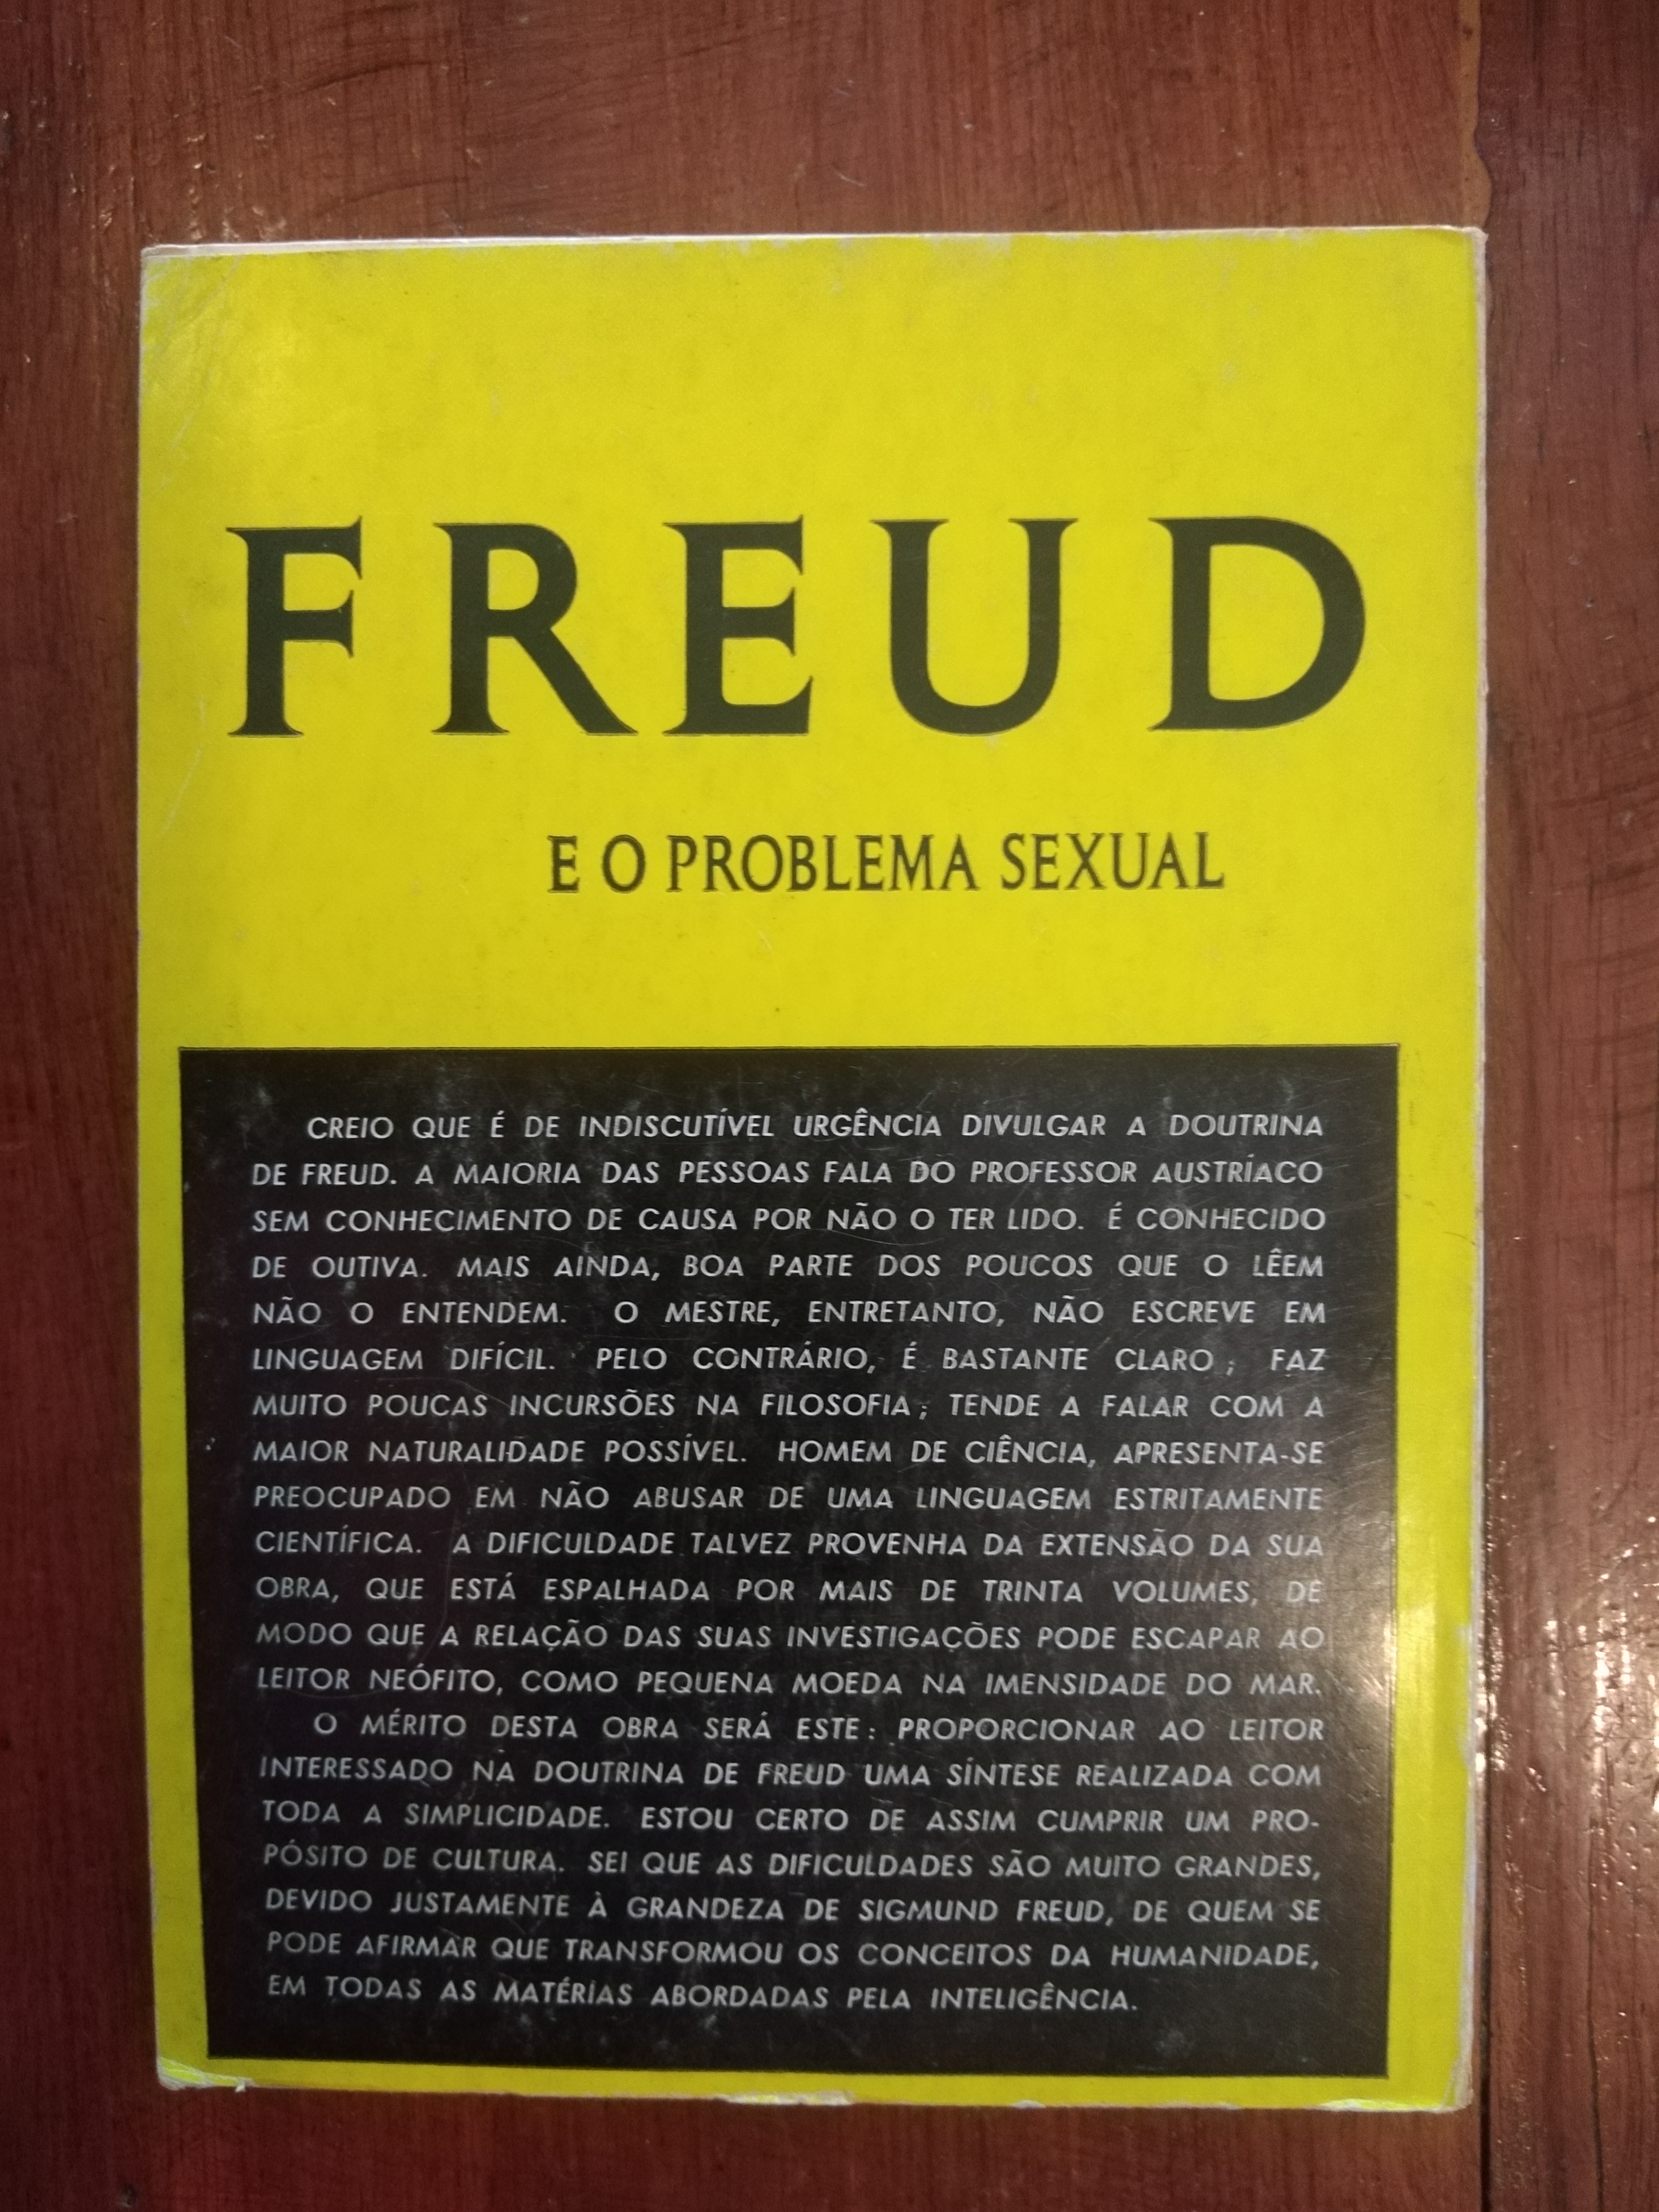 FREUD
E O PROBLEMA SEXUAL
CREIO QUE É DE INDISCUTÍVEL URGÊNCIA DIVULGAR A DOUTRINA
DE FREUD. A MAIORIA DAS PESSOAS FALA DO PROFESSOR AUSTRÍACO
SEM CONHECIMENTO DE CAUSA POR NÃO O TER LIDO. É CONHECIDO
DE OUTIVA. MAIS AINDA, BOA PARTE DOS POUCOS QUE O LÊEM
NÃO O ENTENDEM. O MESTRE, ENTRETANTO, NÃO ESCREVE EM
LINGUAGEM DIFÍCIL. PELO CONTRÁRIO, É BASTANTE CLARO; FAZ
MUITO POUCAS INCURSÕES NA FILOSOFIA; TENDE A FALAR COM A
MAIOR NATURALIDADE POSSÍVEL. HOMEM DE CIÊNCIA, APRESENTA-SE
PREOCUPADO EM NÃO ABUSAR DE UMA LINGUAGEM ESTRITAMENTE
CIENTÍFICA. A DIFICULDADE TALVEZ PROVENHA DA EXTENSÃO DA SUA
OBRA, QUE ESTÁ ESPALHADA POR MAIS DE TRINTA VOLUMES, DE
MODO QUE A RELAÇÃO DAS SUAS INVESTIGAÇÕES PODE ESCAPAR AO
LEITOR NEÓFITO, COMO PEQUENA MOEDA NA IMENSIDADE DO MAR.
O MÉRITO DESTA OBRA SERÁ ESTE: PROPORCIONAR AO LEITOR
INTERESSADO NA DOUTRINA DE FREUD UMA SÍNTESE REALIZADA COM
TODA A SIMPLICIDADE. ESTOU CERTO DE ASSIM CUMPRIR UM PRO-
PÓSITO DE CULTURA. SEI QUE AS DIFICULDADES SÃO MUITO GRANDES,
DEVIDO JUSTAMENTE À GRANDEZA DE SIGMUND FREUD, DE QUEM SE
PODE AFIRMAR QUE TRANSFORMOU OS CONCEITOS DA HUMANIDADE,
EM TODAS AS MATÉRIAS ABORDADAS PELA INTELIGÊNCIA.